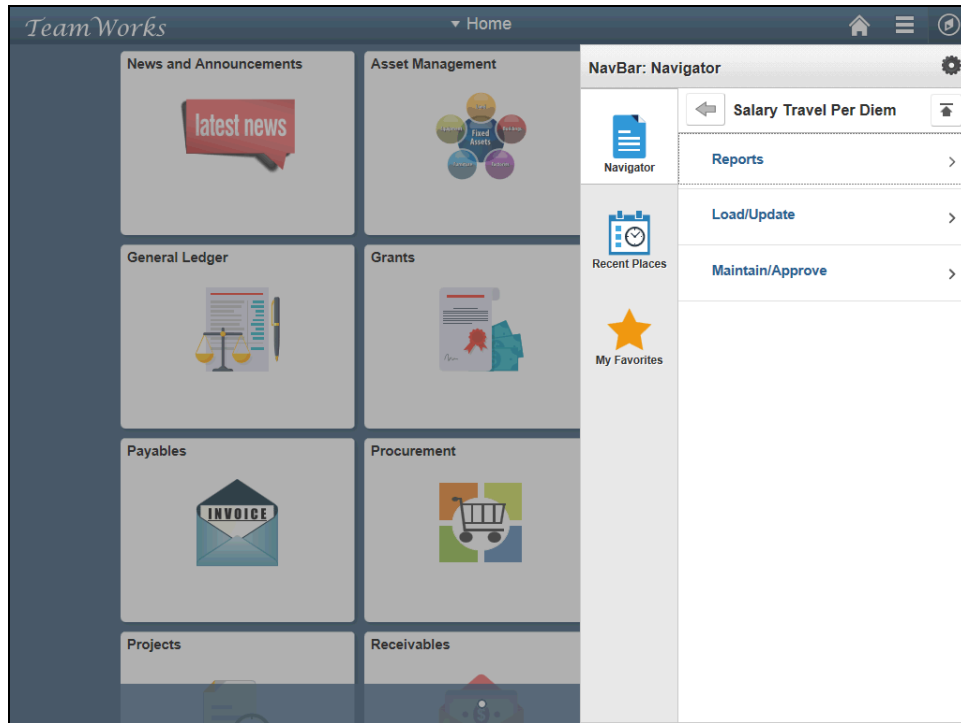 TeamWorks
Home
News and Announcements
latest news
Asset Management
Fixed
Assets
General Ledger
Grants
Payables
INVOICE
Procurement
Projects
Receivables
NavBar: Navigator
Navigator
Recent Places
My Favorites
Salary Travel Per Diem
Reports
Load/Update
Maintain/Approve